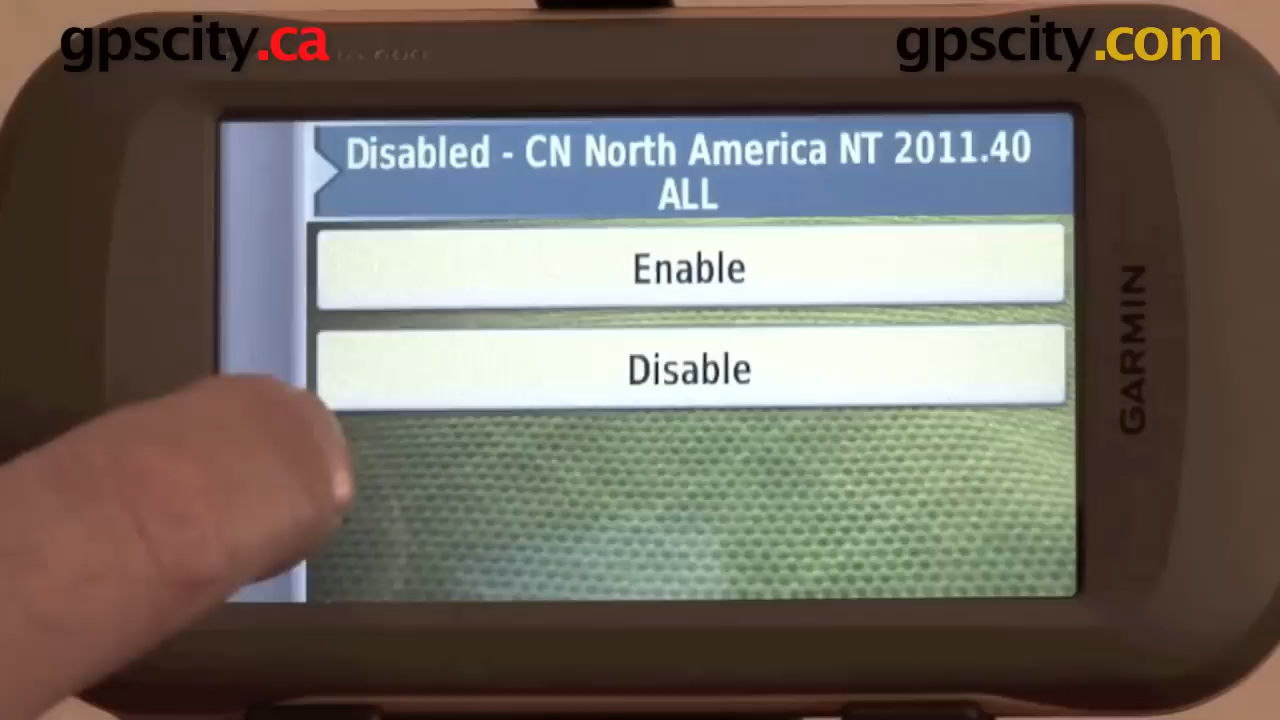 gpscity.ca
gpscity.com
Disabled - CN North America NT 2011.40
ALL
Enable
Disable
GARMIN